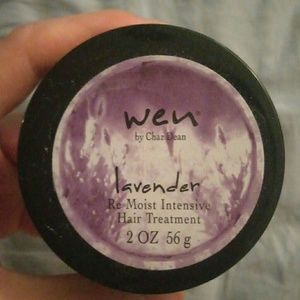 wen
by Chaz Dean
lavender
Re Moist Intensive
Hair Treatment
2 OZ 56 g